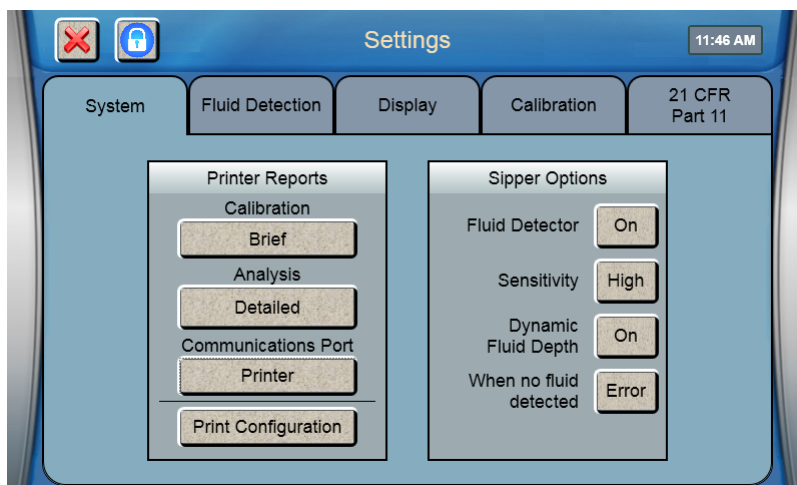 Settings
11:46 AM
System
Fluid Detection
Display
Calibration
21 CFR
Part 11
Printer Reports
Calibration
Brief
Analysis
Detailed
Communications Port
Printer
Print Configuration
Sipper Options
Fluid Detector
On
Sensitivity
High
Dynamic
Fluid Depth
On
When no fluid
detected
Error